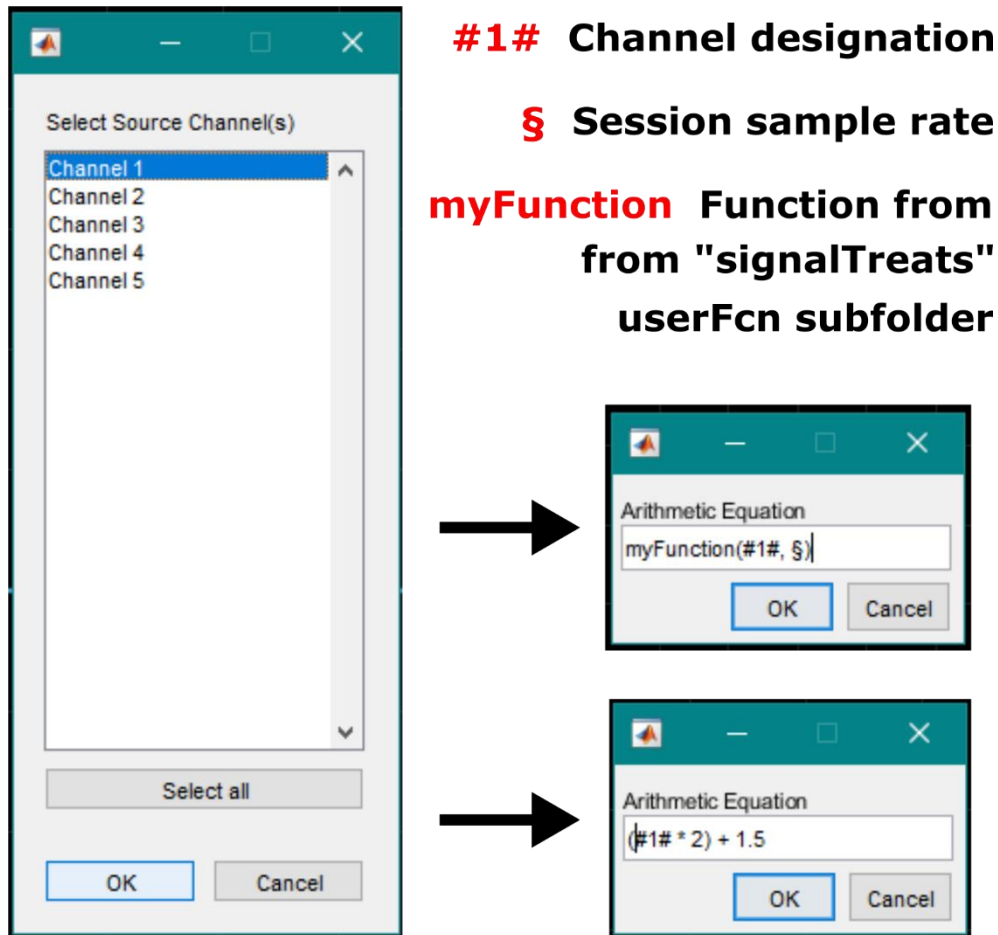 Select Source Channel(s)
Channel 1
Channel 2
Channel 3
Channel 4
Channel 5
Select all
OK
Cancel
#1# Channel designation
§ Session sample rate
myFunction Function from
from "signalTreats"
userFcn subfolder
Arithmetic Equation
myFunction(#1#, §)
OK
Cancel
Arithmetic Equation
(#1# * 2) + 1.5
OK
Cancel